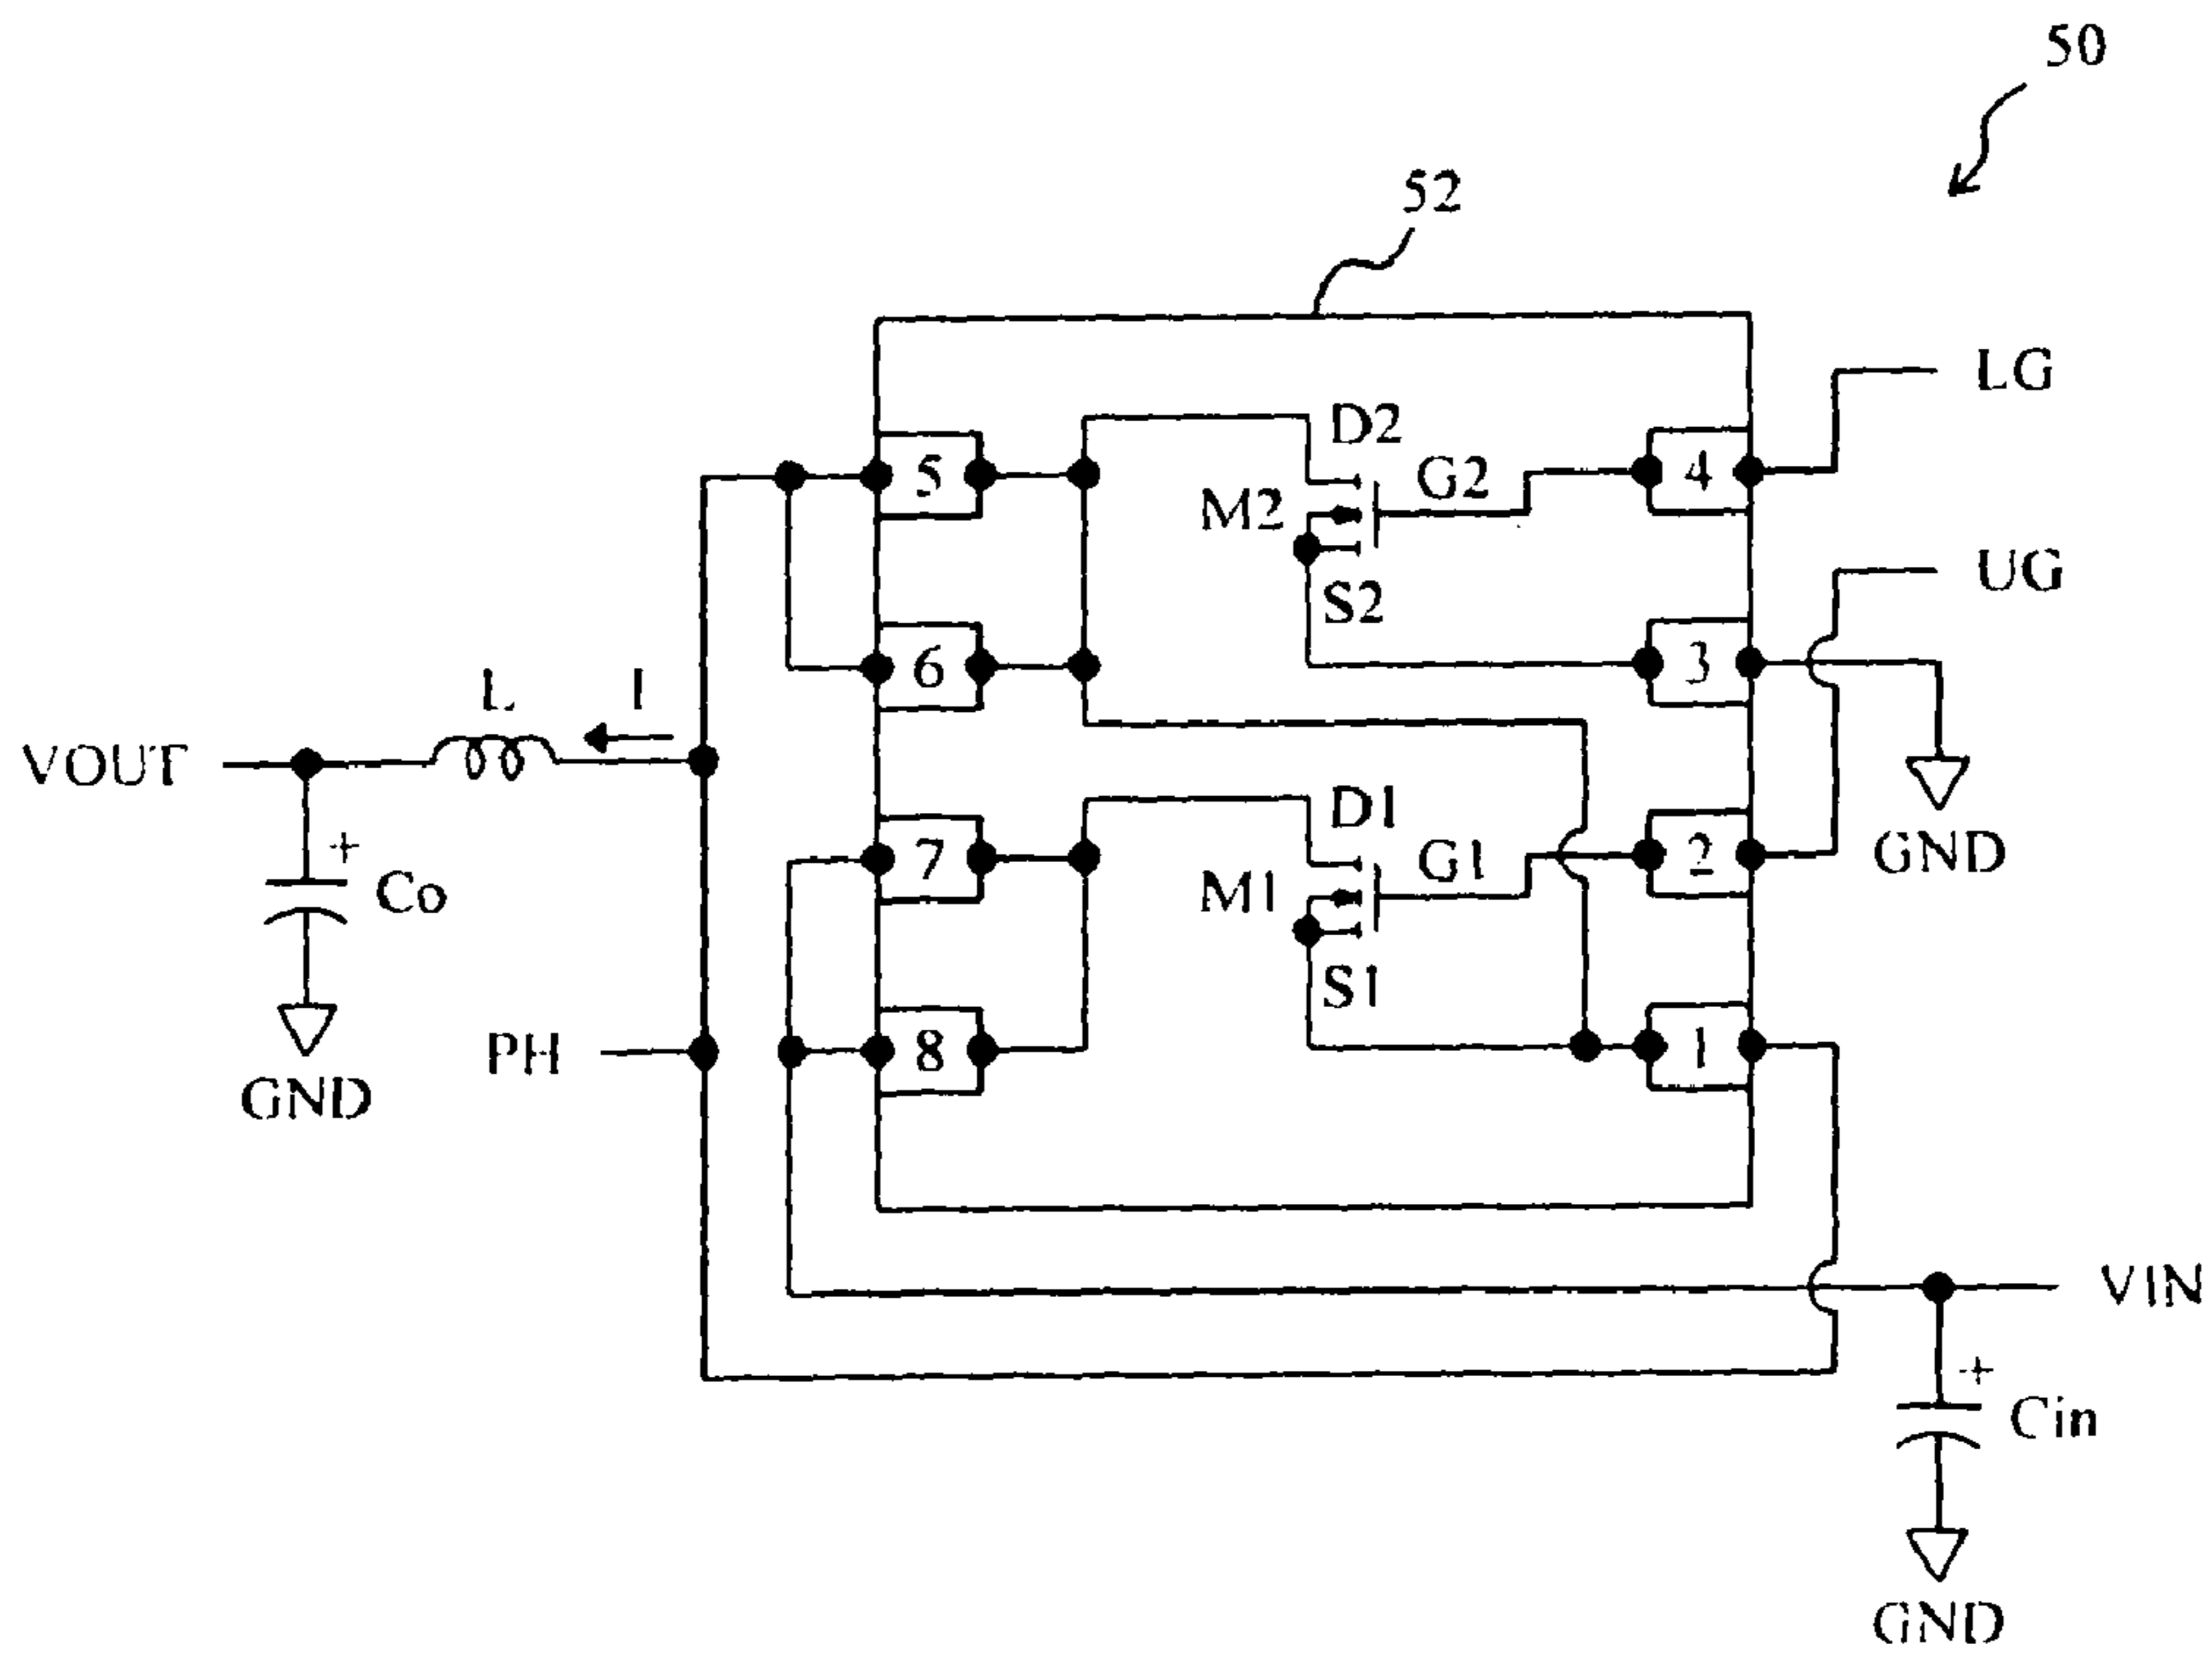 50
52
LG
D2
5
G2
4
M2
UG
S2
6
3
L
I
VOUT
D1
7
G1
2
GND
+
Co
M1
S1
8
1
PH
GND
VIN
+
Cin
GND